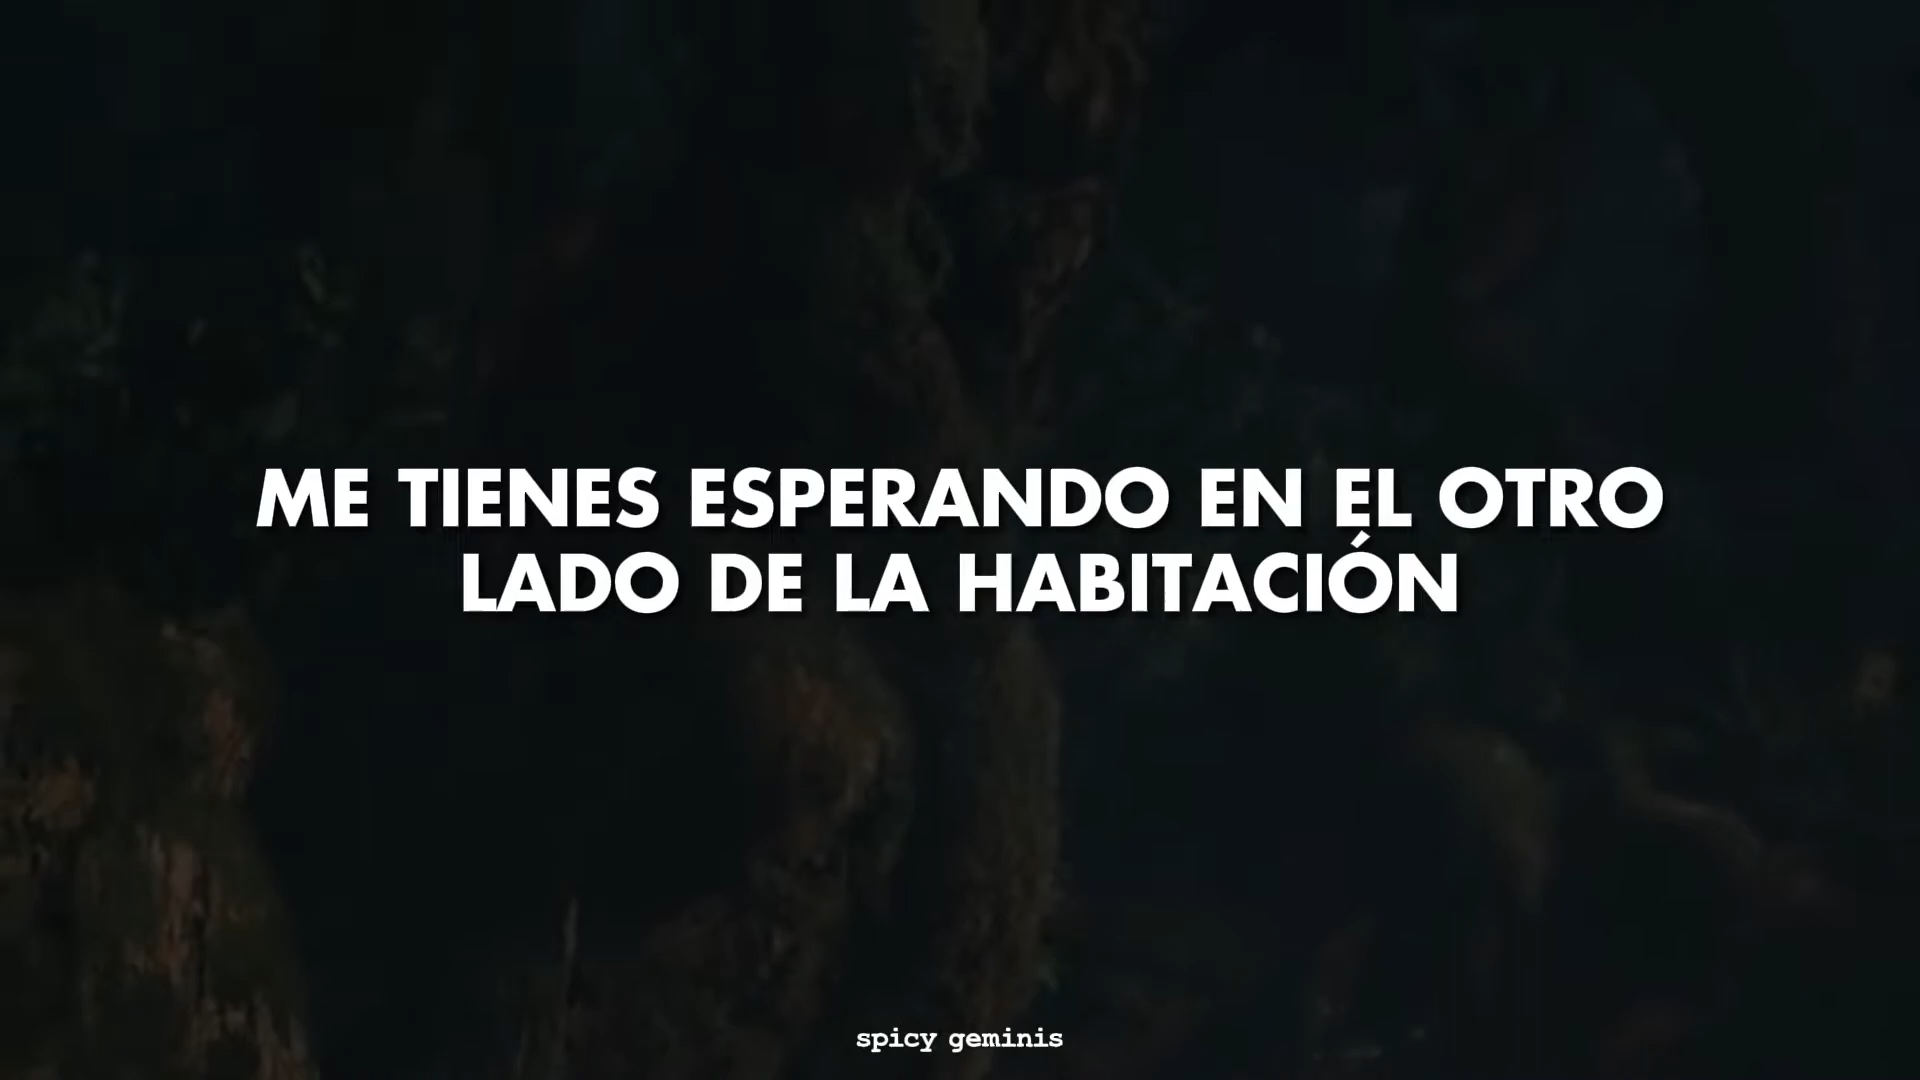 ME TIENES ESPERANDO EN EL OTRO
LADO DE LA HABITACIÓN
spicy geminis